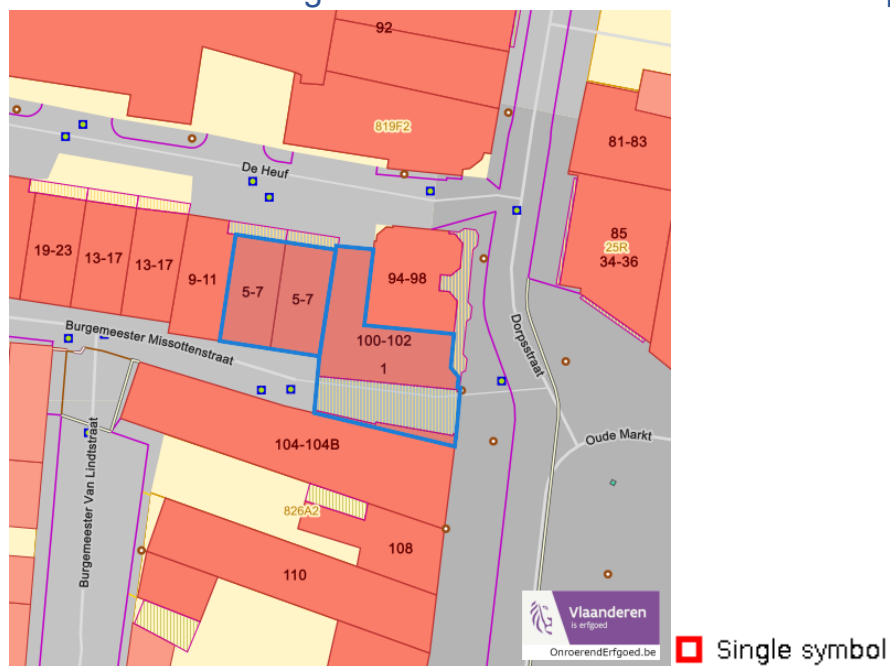 92
819F2
81-83
De Heuf
85
25R
34-36
19-23
13-17
13-17
9-11
5-7
5-7
94-98
100-102
1
Burgemeester Missottenstraat
Dorpsstraat
Oude Markt
104-104B
Burgemeester Van Lindtstraat
826A2
108
110
Vlaanderen
is erfgoed
OnroerendErfgoed.be
Single symbol